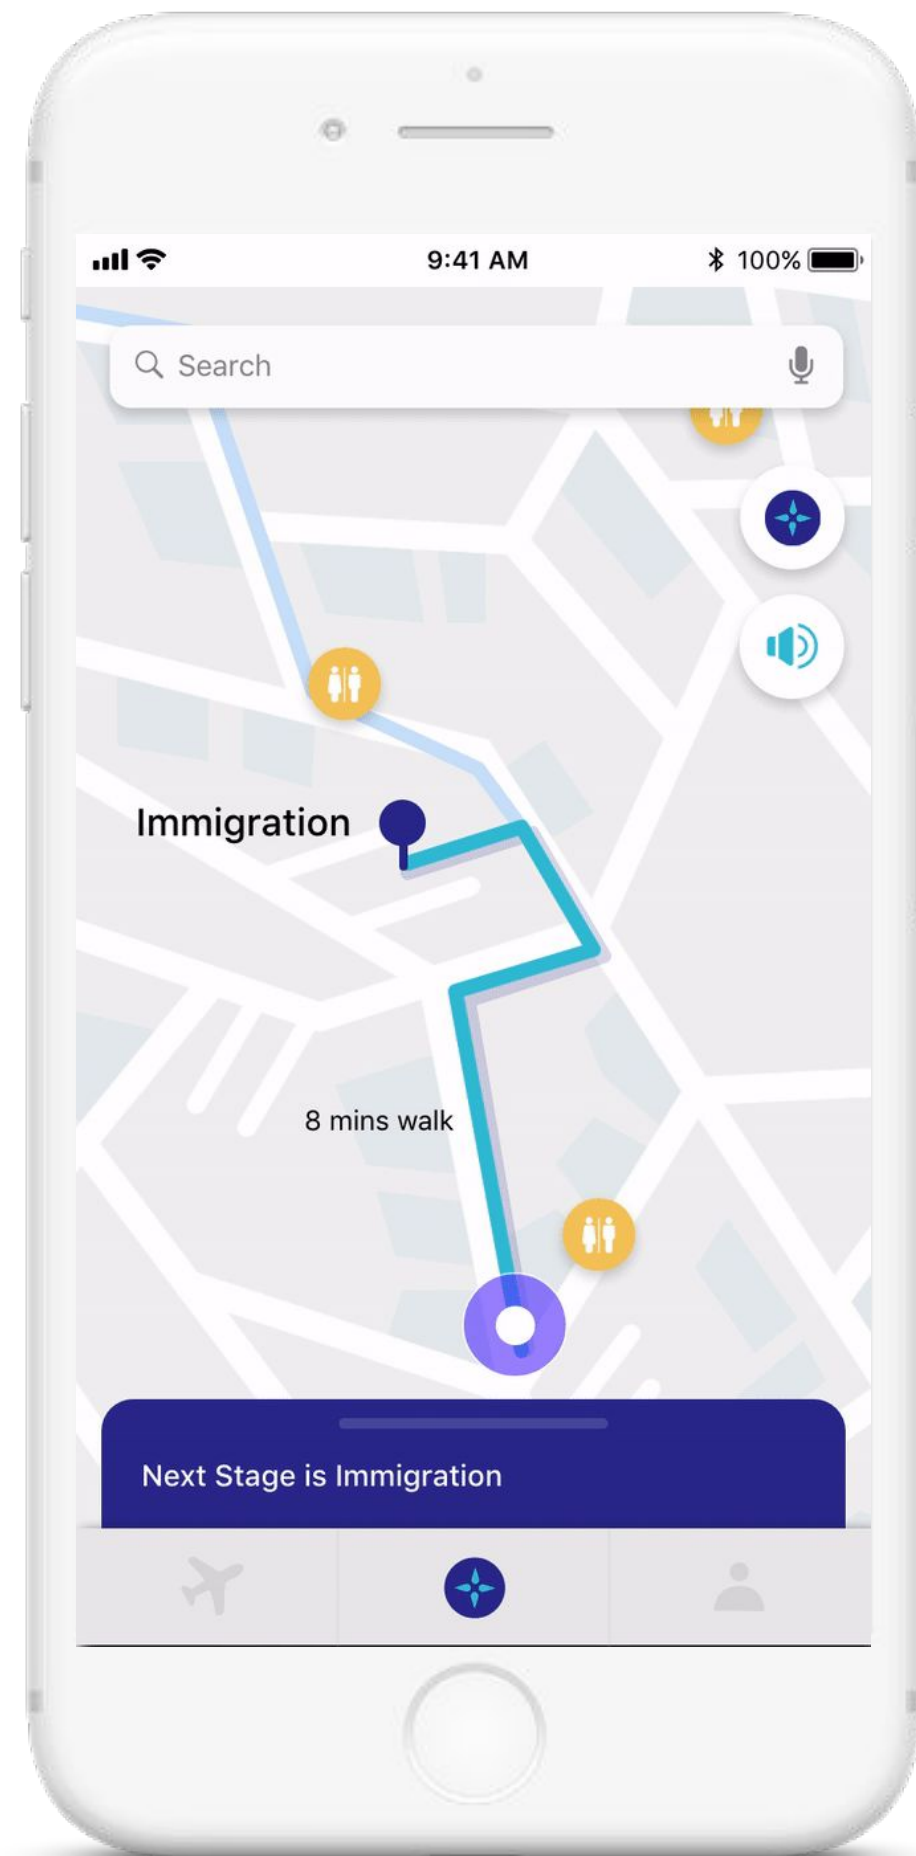 9:41 AM
100%
Search
Immigration
8 mins walk
Next Stage is Immigration